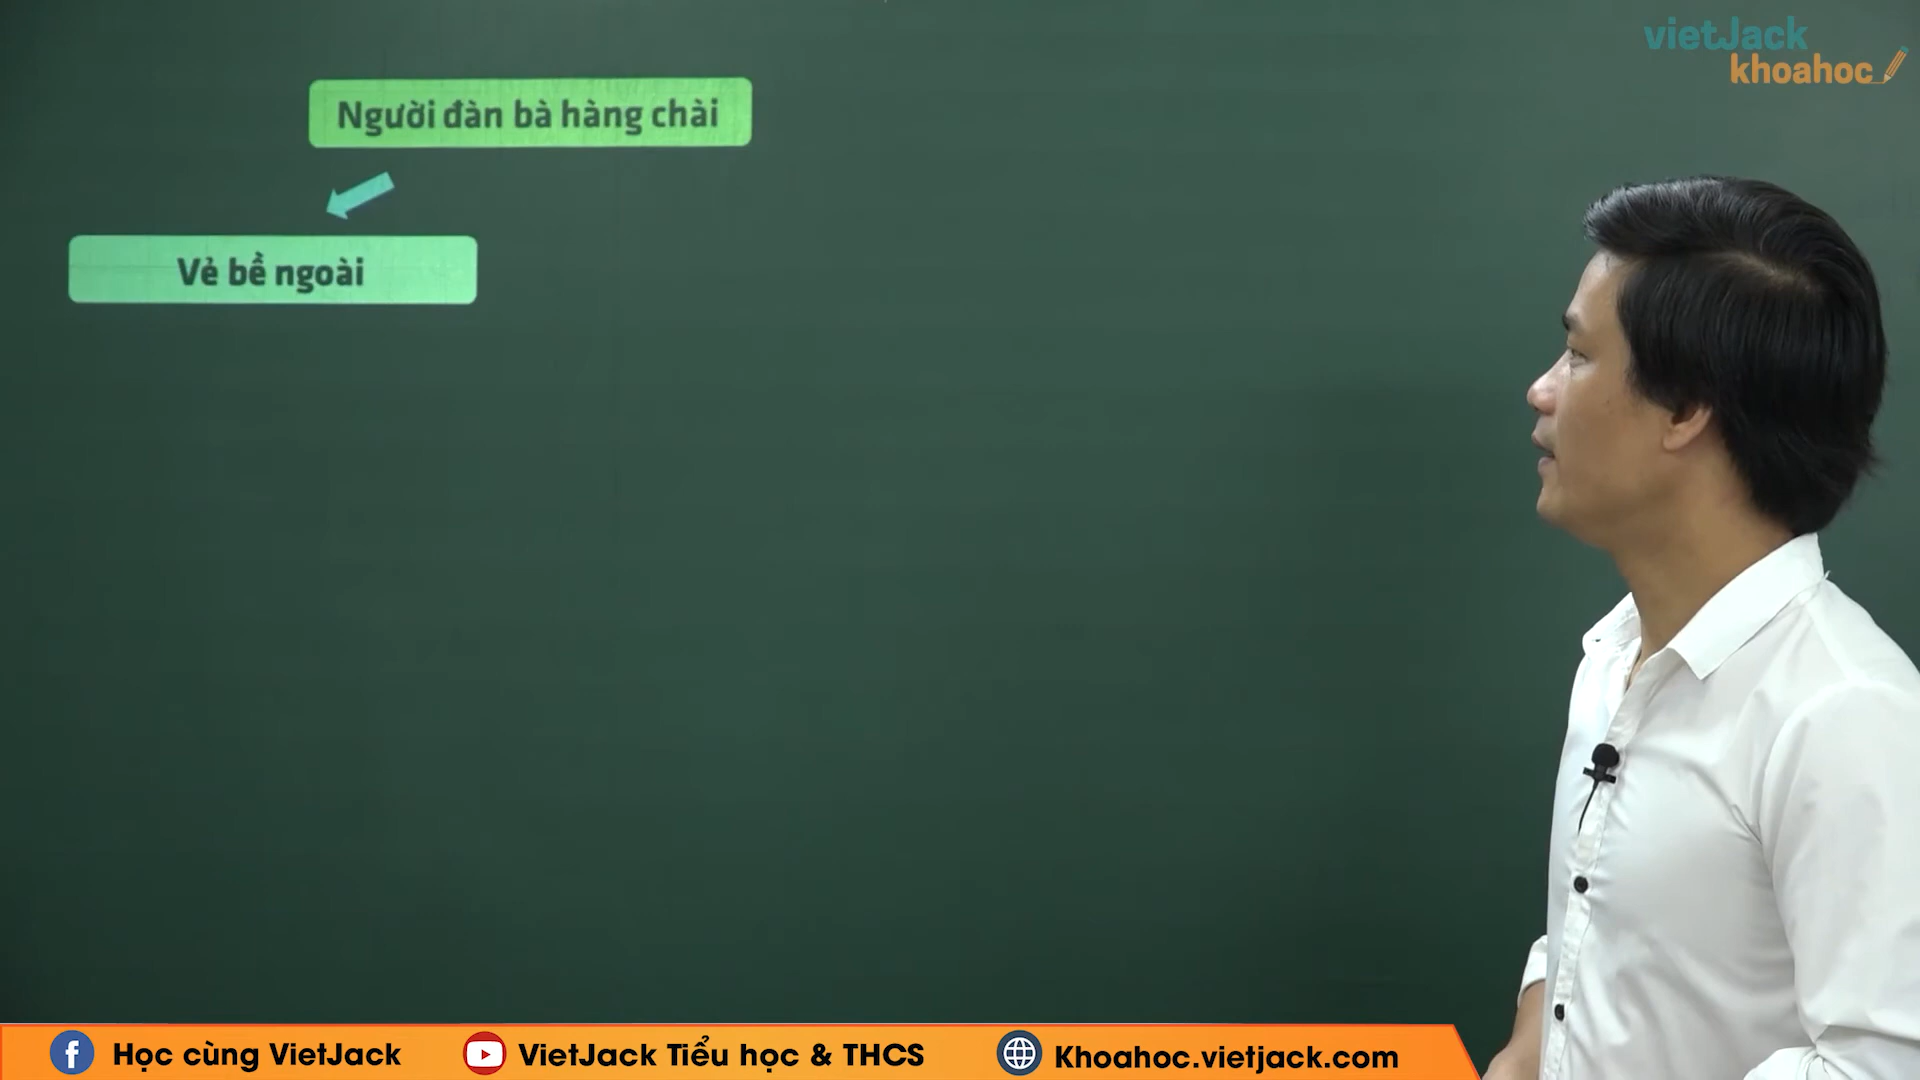 vietJack
khoahoc
Người đàn bà hàng chài
Vẻ bề ngoài
Học cùng VietJack
VietJack Tiểu học & THCS
Khoahoc.vietjack.com